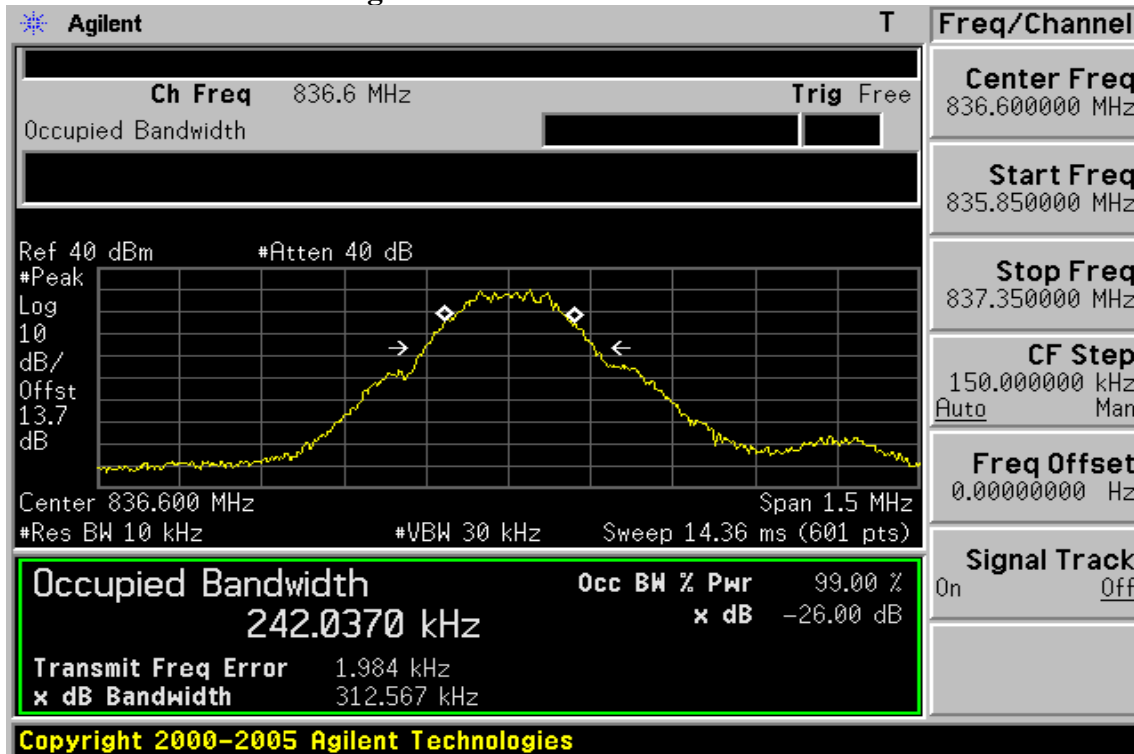 Agilent T
Freq/Channel
Ch Freq 836.6 MHz Trig Free
Occupied Bandwidth
Center Freq
836.600000 MHz
Start Freq
835.850000 MHz
Stop Freq
837.350000 MHz
CF Step
150.000000 kHz
Auto Man
Freq Offset
0.00000000 Hz
Signal Track
On Off
Ref 40 dBm #Atten 40 dB
#Peak
Log
10
dB/
Offst
13.7
dB
Center 836.600 MHz Span 1.5 MHz
#Res BW 10 kHz #VBW 30 kHz Sweep 14.36 ms (601 pts)
Occupied Bandwidth Occ BW % Pwr 99.00 %
242.0370 kHz x dB -26.00 dB
Transmit Freq Error 1.984 kHz
x dB Bandwidth 312.567 kHz
Copyright 2000-2005 Agilent Technologies